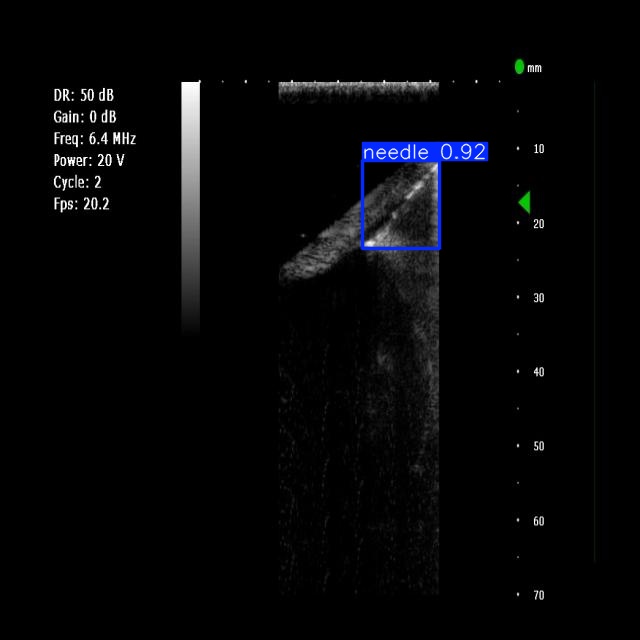 mm
DR: 50 dB
Gain: 0 dB
Freq: 6.4 MHz
Power: 20 V
Cycle: 2
Fps: 20.2
needle 0.92
10
20
30
40
50
60
70